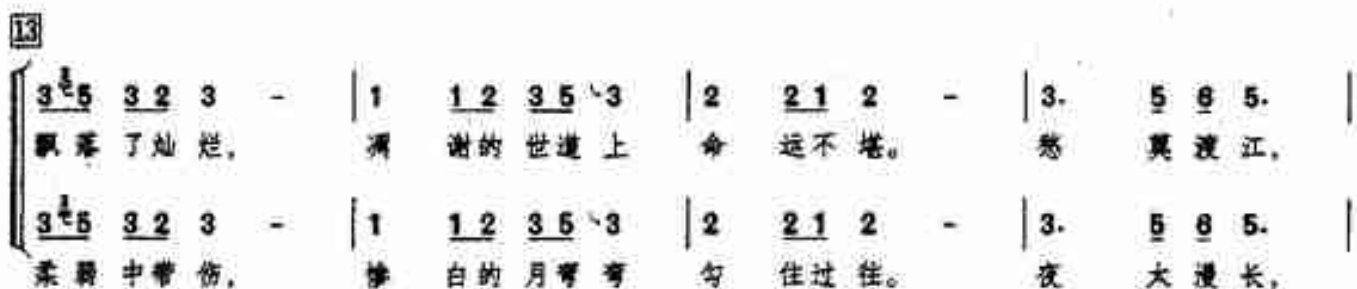 13
3 5 3 2 3 - | 1 1 2 3 5 3 | 2 2 1 2 - | 3. 5 6 5. |
飘落了灿烂, 凋谢的世道上 命运不堪。 愁莫渡江,
3 5 3 2 3 - | 1 1 2 3 5 3 | 2 2 1 2 - | 3. 5 6 5. |
柔弱中带伤, 惨白的月弯弯 勾住过往。 夜太漫长,